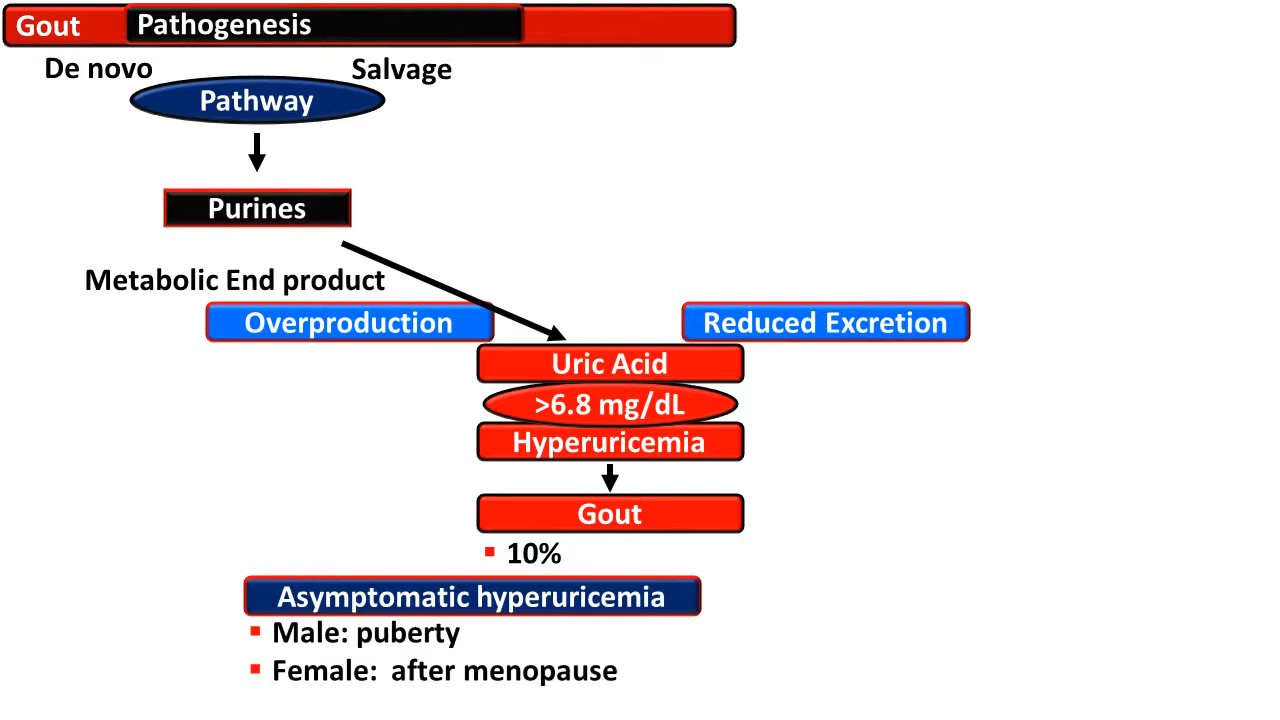 Gout Pathogenesis
De novo Salvage
Pathway
Purines
Metabolic End product
Overproduction Reduced Excretion
Uric Acid
>6.8 mg/dL
Hyperuricemia
Gout
▪ 10%
Asymptomatic hyperuricemia
▪ Male: puberty
▪ Female: after menopause